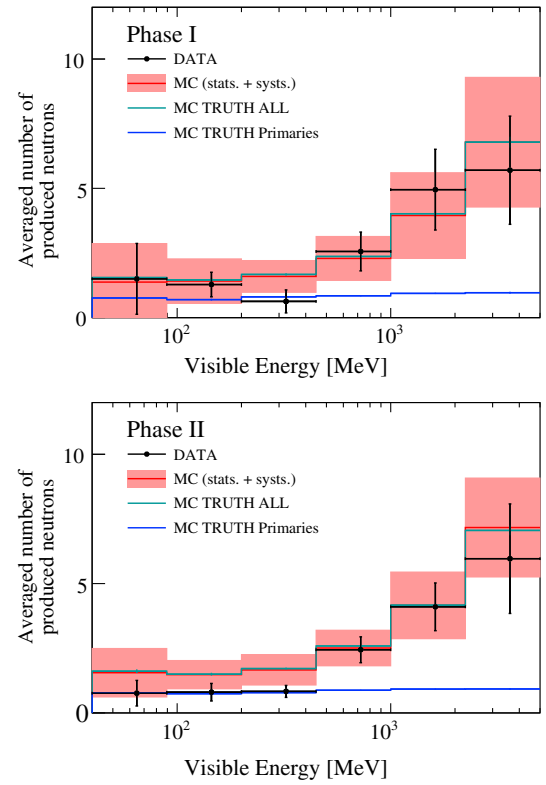 Phase I
DATA
MC (stats. + systs.)
MC TRUTH ALL
MC TRUTH Primaries
Averaged number of
produced neutrons
10
5
0
10²
10³
Visible Energy [MeV]
Phase II
DATA
MC (stats. + systs.)
MC TRUTH ALL
MC TRUTH Primaries
Averaged number of
produced neutrons
10
5
0
10²
10³
Visible Energy [MeV]